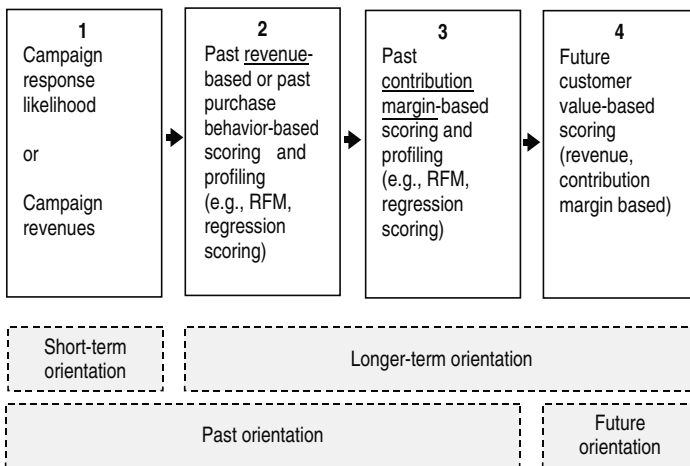 1
Campaign
response
likelihood
or
Campaign
revenues
2
Past revenue-
based or past
purchase
behavior-based
scoring and
profiling
(e.g., RFM,
regression
scoring)
3
Past
contribution
margin-based
scoring and
profiling
(e.g., RFM,
regression
scoring)
4
Future
customer
value-based
scoring
(revenue,
contribution
margin based)
Short-term
orientation
Longer-term orientation
Past orientation
Future
orientation